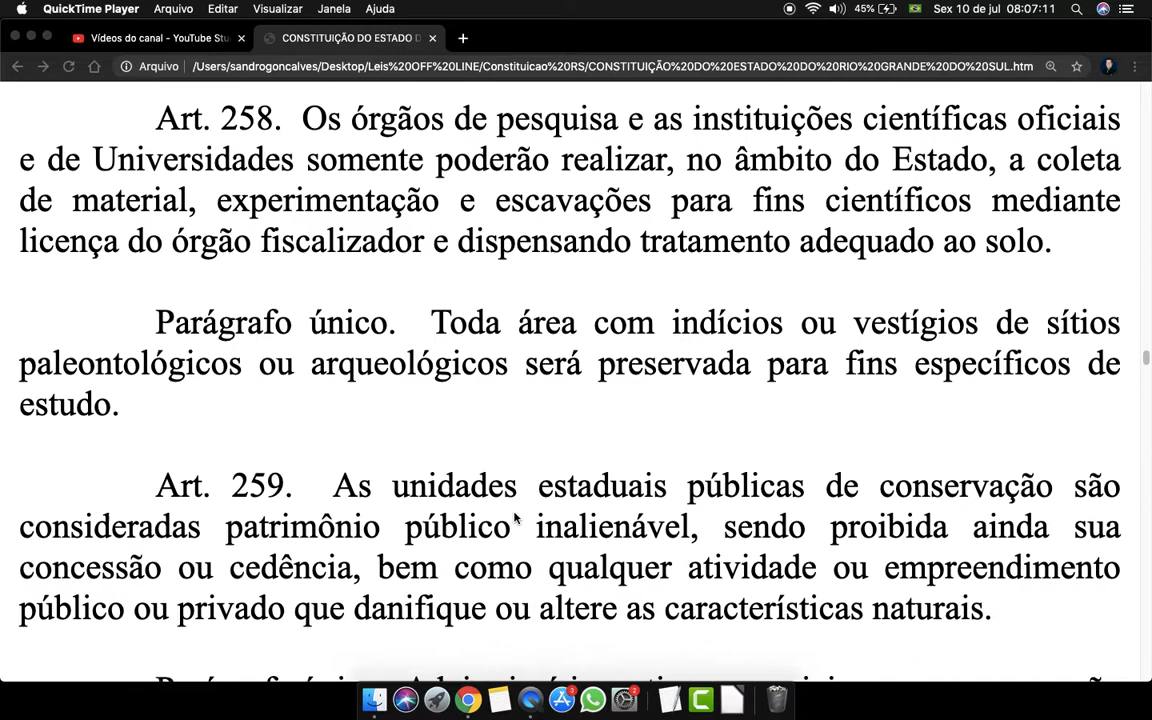 QuickTime Player Arquivo Editar Visualizar Janela Ajuda 45% Sex 10 de jul 08:07:11
Vídeos do canal - YouTube Stu CONSTITUIÇÃO DO ESTADO D
Arquivo /Users/sandrogoncalves/Desktop/Leis%20OFF%20LINE/Constituicao%20RS/CONSTITUIÇÃO%20DO%20ESTADO%20DO%20RIO%20GRANDE%20DO%20SUL.htm
Art. 258. Os órgãos de pesquisa e as instituições científicas oficiais
e de Universidades somente poderão realizar, no âmbito do Estado, a coleta
de material, experimentação e escavações para fins científicos mediante
licença do órgão fiscalizador e dispensando tratamento adequado ao solo.
Parágrafo único. Toda área com indícios ou vestígios de sítios
paleontológicos ou arqueológicos será preservada para fins específicos de
estudo.
Art. 259. As unidades estaduais públicas de conservação são
consideradas patrimônio público inalienável, sendo proibida ainda sua
concessão ou cedência, bem como qualquer atividade ou empreendimento
público ou privado que danifique ou altere as características naturais.